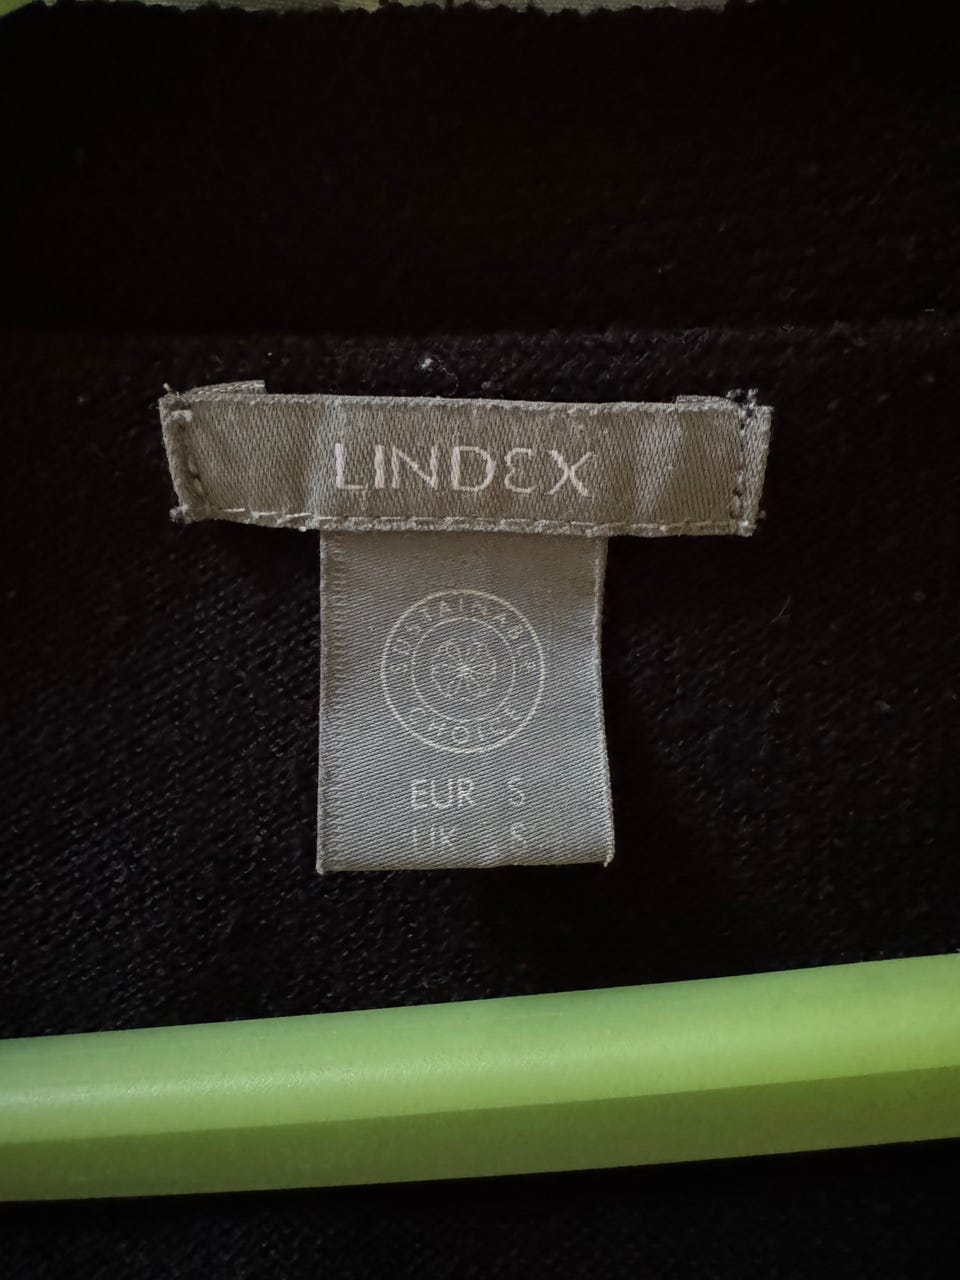 LINDEX
SUSTAINABLE
CHOICE
EUR S
UK S